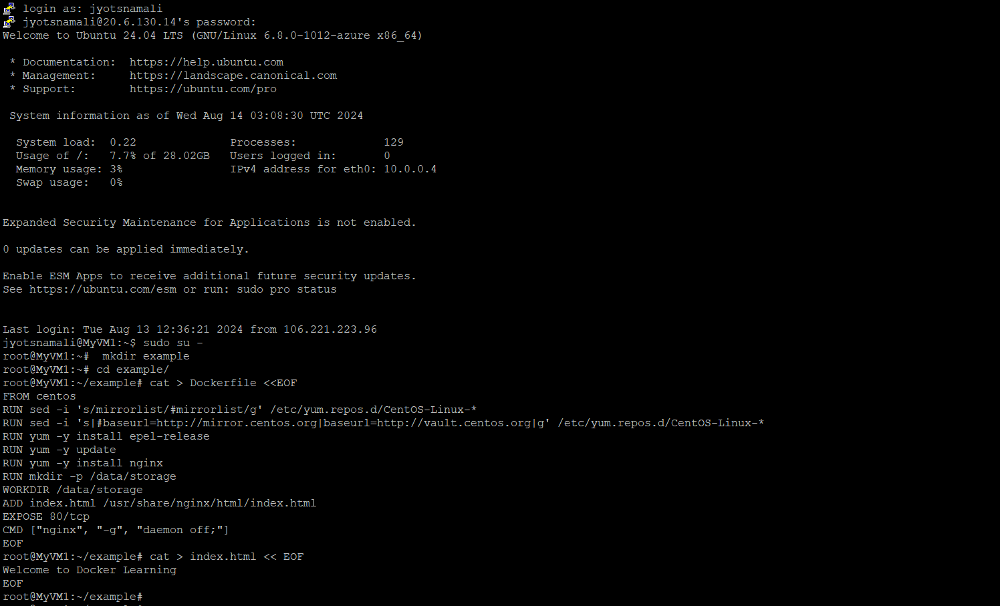 login as: jyotsnamali
jyotsnamali@20.6.130.14's password:
Welcome to Ubuntu 24.04 LTS (GNU/Linux 6.8.0-1012-azure x86_64)
* Documentation:  https://help.ubuntu.com
* Management:     https://landscape.canonical.com
* Support:        https://ubuntu.com/pro
System information as of Wed Aug 14 03:08:30 UTC 2024
System load:  0.22              Processes:             129
Usage of /:   7.7% of 28.02GB   Users logged in:       0
Memory usage: 3%                IPv4 address for eth0: 10.0.0.4
Swap usage:   0%
Expanded Security Maintenance for Applications is not enabled.
0 updates can be applied immediately.
Enable ESM Apps to receive additional future security updates.
See https://ubuntu.com/esm or run: sudo pro status
Last login: Tue Aug 13 12:36:21 2024 from 106.221.223.96
jyotsnamali@MyVM1:~$ sudo su -
root@MyVM1:~#  mkdir example
root@MyVM1:~# cd example/
root@MyVM1:~/example# cat > Dockerfile <<EOF
FROM centos
RUN sed -i 's/mirrorlist/#mirrorlist/g' /etc/yum.repos.d/CentOS-Linux-*
RUN sed -i 's|#baseurl=http://mirror.centos.org|baseurl=http://vault.centos.org|g' /etc/yum.repos.d/CentOS-Linux-*
RUN yum -y install epel-release
RUN yum -y update
RUN yum -y install nginx
RUN mkdir -p /data/storage
WORKDIR /data/storage
ADD index.html /usr/share/nginx/html/index.html
EXPOSE 80/tcp
CMD ["nginx", "-g", "daemon off;"]
EOF
root@MyVM1:~/example# cat > index.html << EOF
Welcome to Docker Learning
EOF
root@MyVM1:~/example#